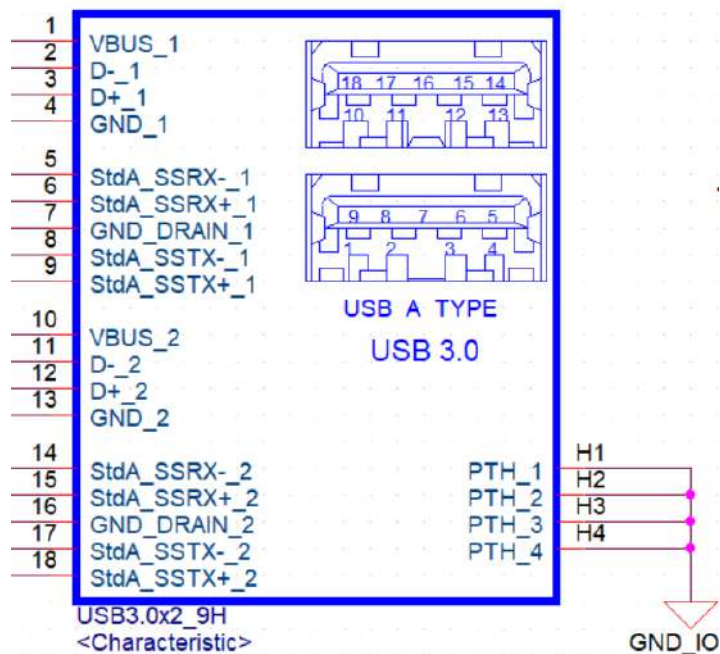 1
VBUS_1
2
D-_1
3
D+_1
4
GND_1
5
StdA_SSRX-_1
6
StdA_SSRX+_1
7
GND_DRAIN_1
8
StdA_SSTX-_1
9
StdA_SSTX+_1
10
VBUS_2
11
D-_2
12
D+_2
13
GND_2
14
StdA_SSRX-_2
15
StdA_SSRX+_2
16
GND_DRAIN_2
17
StdA_SSTX-_2
18
StdA_SSTX+_2
18 17 16 15 14
10 11 12 13
9 8 7 6 5
1 2 3 4
USB A TYPE
USB 3.0
PTH_1 H1
PTH_2 H2
PTH_3 H3
PTH_4 H4
USB3.0x2_9H
<Characteristic>
GND_IO